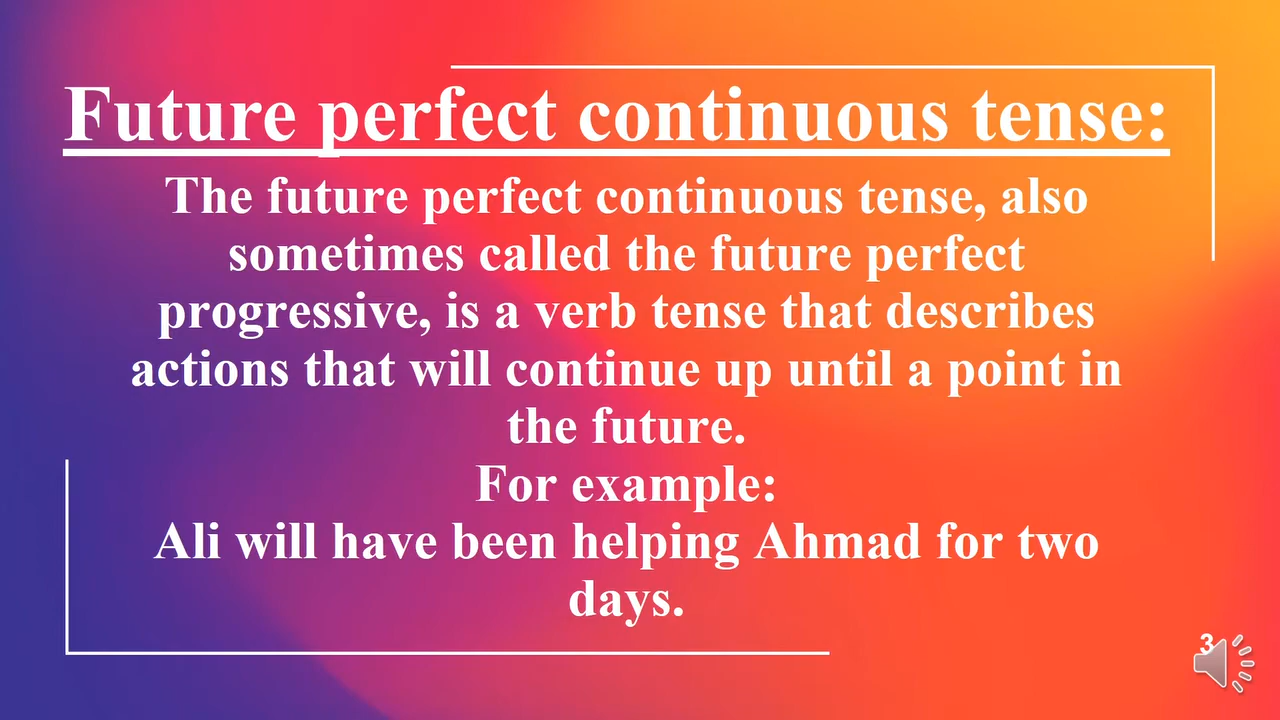 Future perfect continuous tense:
The future perfect continuous tense, also
sometimes called the future perfect
progressive, is a verb tense that describes
actions that will continue up until a point in
the future.
For example:
Ali will have been helping Ahmad for two
days.
3